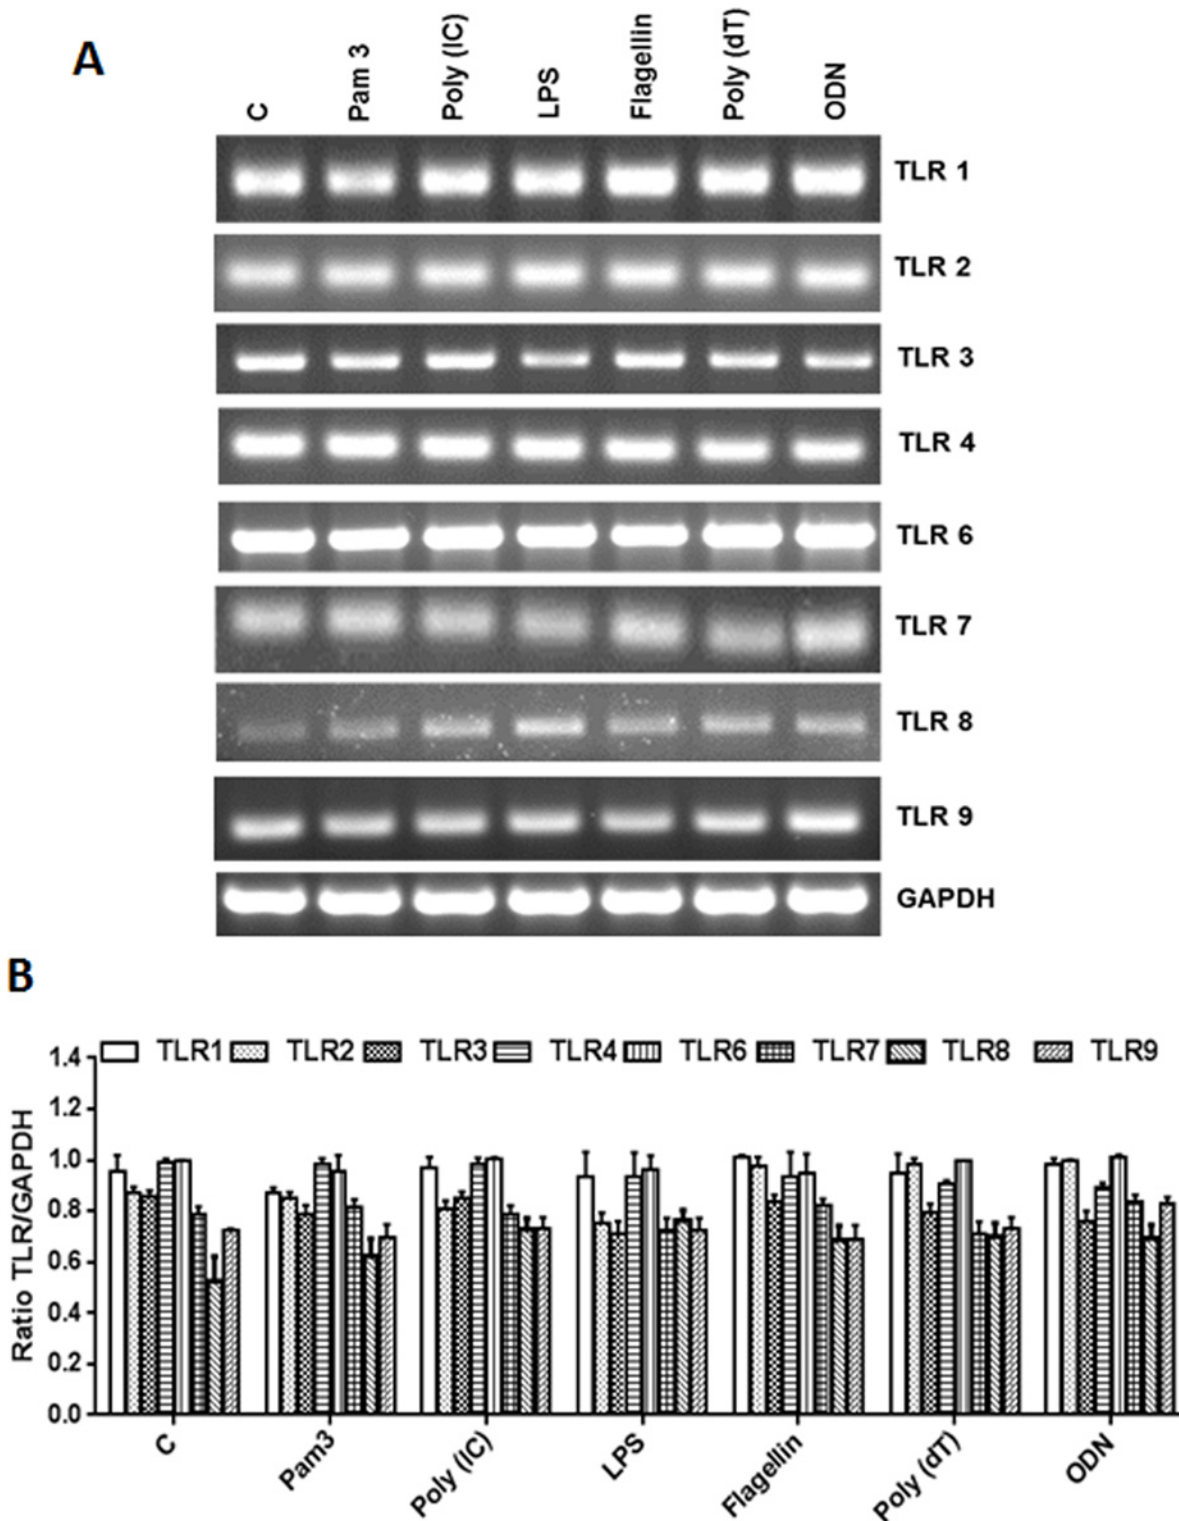 A
C Pam 3 Poly (IC) LPS Flagellin Poly (dT) ODN
TLR 1
TLR 2
TLR 3
TLR 4
TLR 6
TLR 7
TLR 8
TLR 9
GAPDH
B
TLR1 TLR2 TLR3 TLR4 TLR6 TLR7 TLR8 TLR9
Ratio TLR/GAPDH
1.4
1.2
1.0
0.8
0.6
0.4
0.2
0.0
C Pam3 Poly (IC) LPS Flagellin Poly (dT) ODN